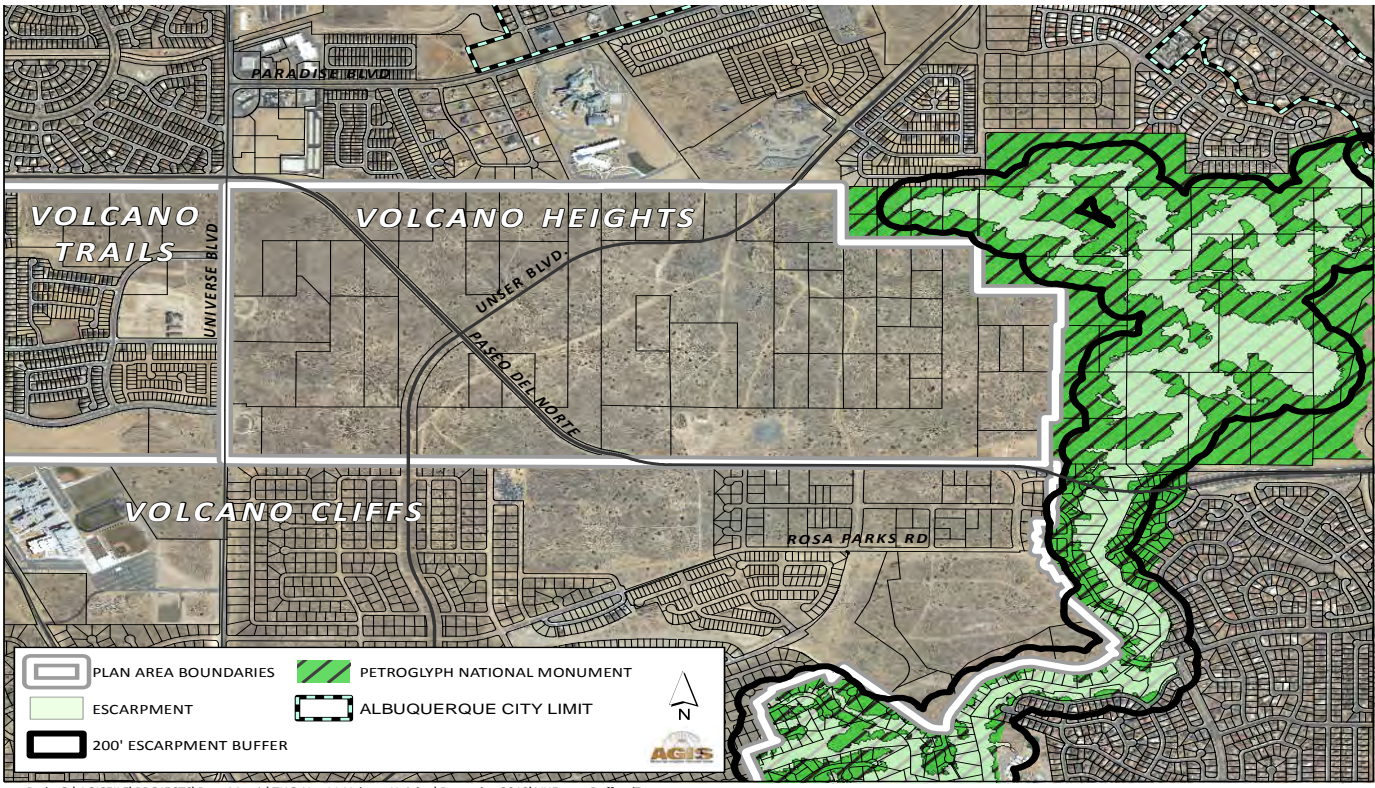 PARADISE BLVD
VOLCANO
TRAILS
VOLCANO HEIGHTS
UNIVERSE BLVD
UNSER BLVD.
PASEO DEL NORTE
VOLCANO CLIFFS
ROSA PARKS RD
PLAN AREA BOUNDARIES
PETROGLYPH NATIONAL MONUMENT
ESCARPMENT
ALBUQUERQUE CITY LIMIT
200' ESCARPMENT BUFFER
N
AGIS